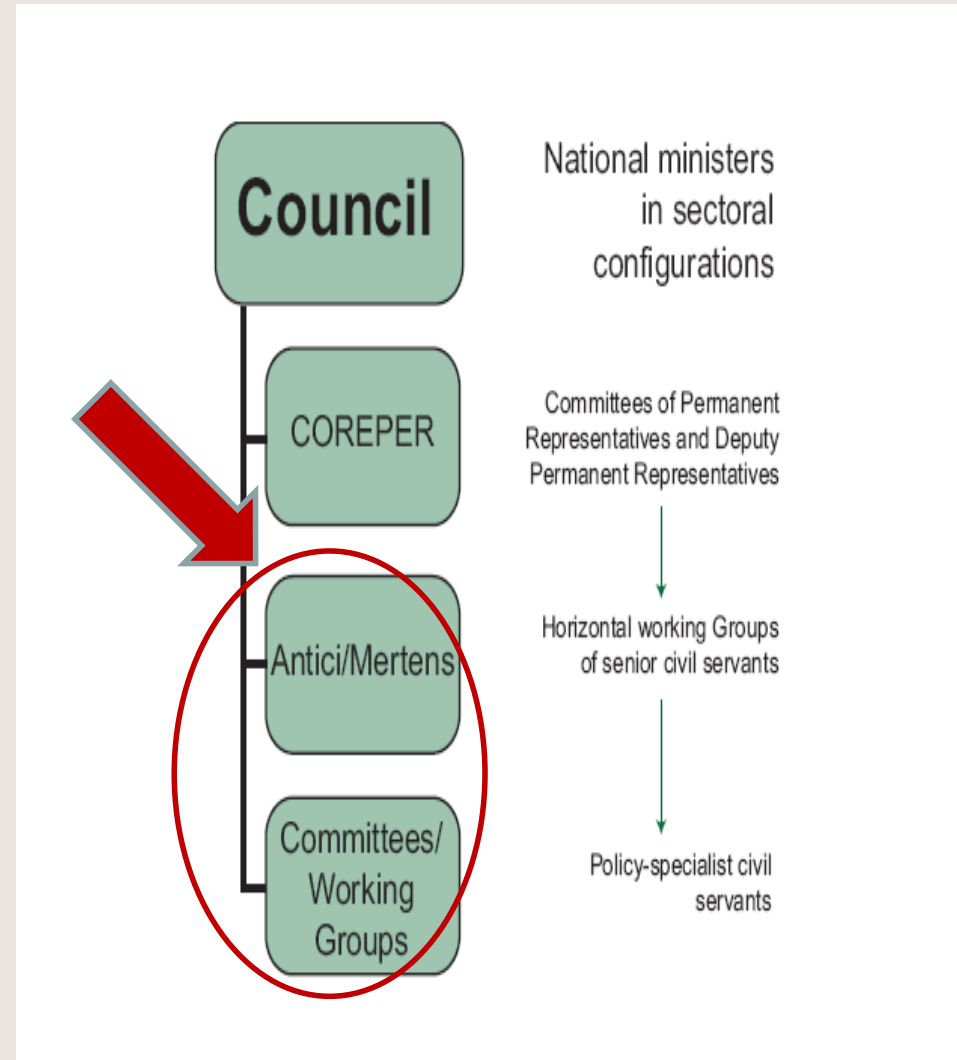 Council
National ministers
in sectoral
configurations
COREPER
Committees of Permanent
Representatives and Deputy
Permanent Representatives
Antici/Mertens
Horizontal working Groups
of senior civil servants
Committees/
Working
Groups
Policy-specialist civil
servants